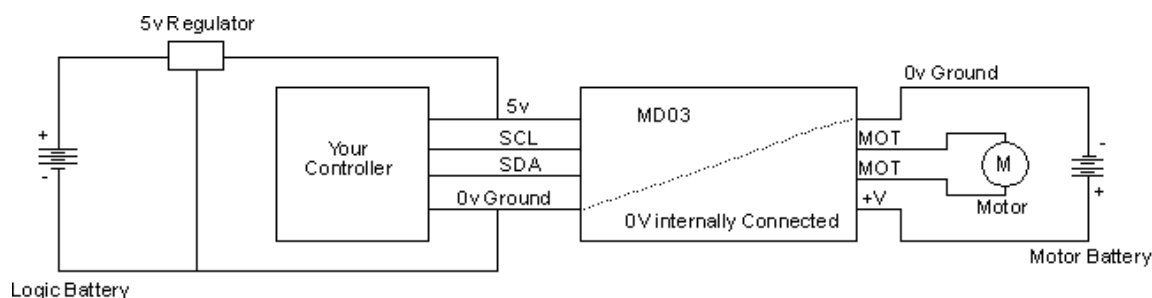 5v Regulator
0v Ground
5v
MD03
SCL
MOT
+
-
Your
Controller
M
SDA
MOT
-
+
0v Ground
+V
Motor
0V internally Connected
Motor Battery
Logic Battery